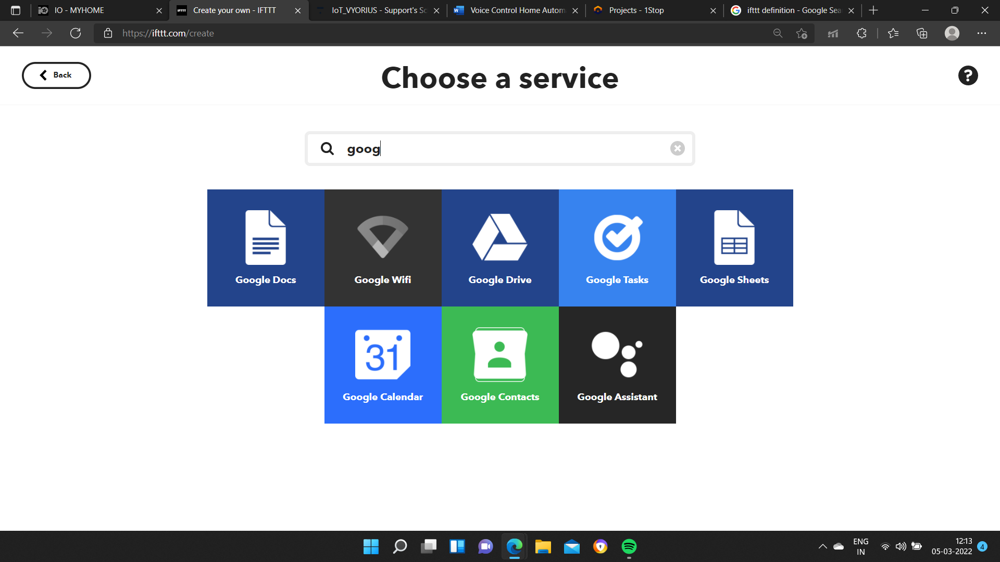 IO - MYHOME
IFTTT
Create your own - IFTTT
IoT_VYORIUS - Support's Sc
Voice Control Home Autom
Projects - 1Stop
ifttt definition - Google Sea
https://ifttt.com/create
Back
Choose a service
?
goog
Google Docs
Google Wifi
Google Drive
Google Tasks
Google Sheets
31
Google Calendar
Google Contacts
Google Assistant
ENG
IN
12:13
05-03-2022
4